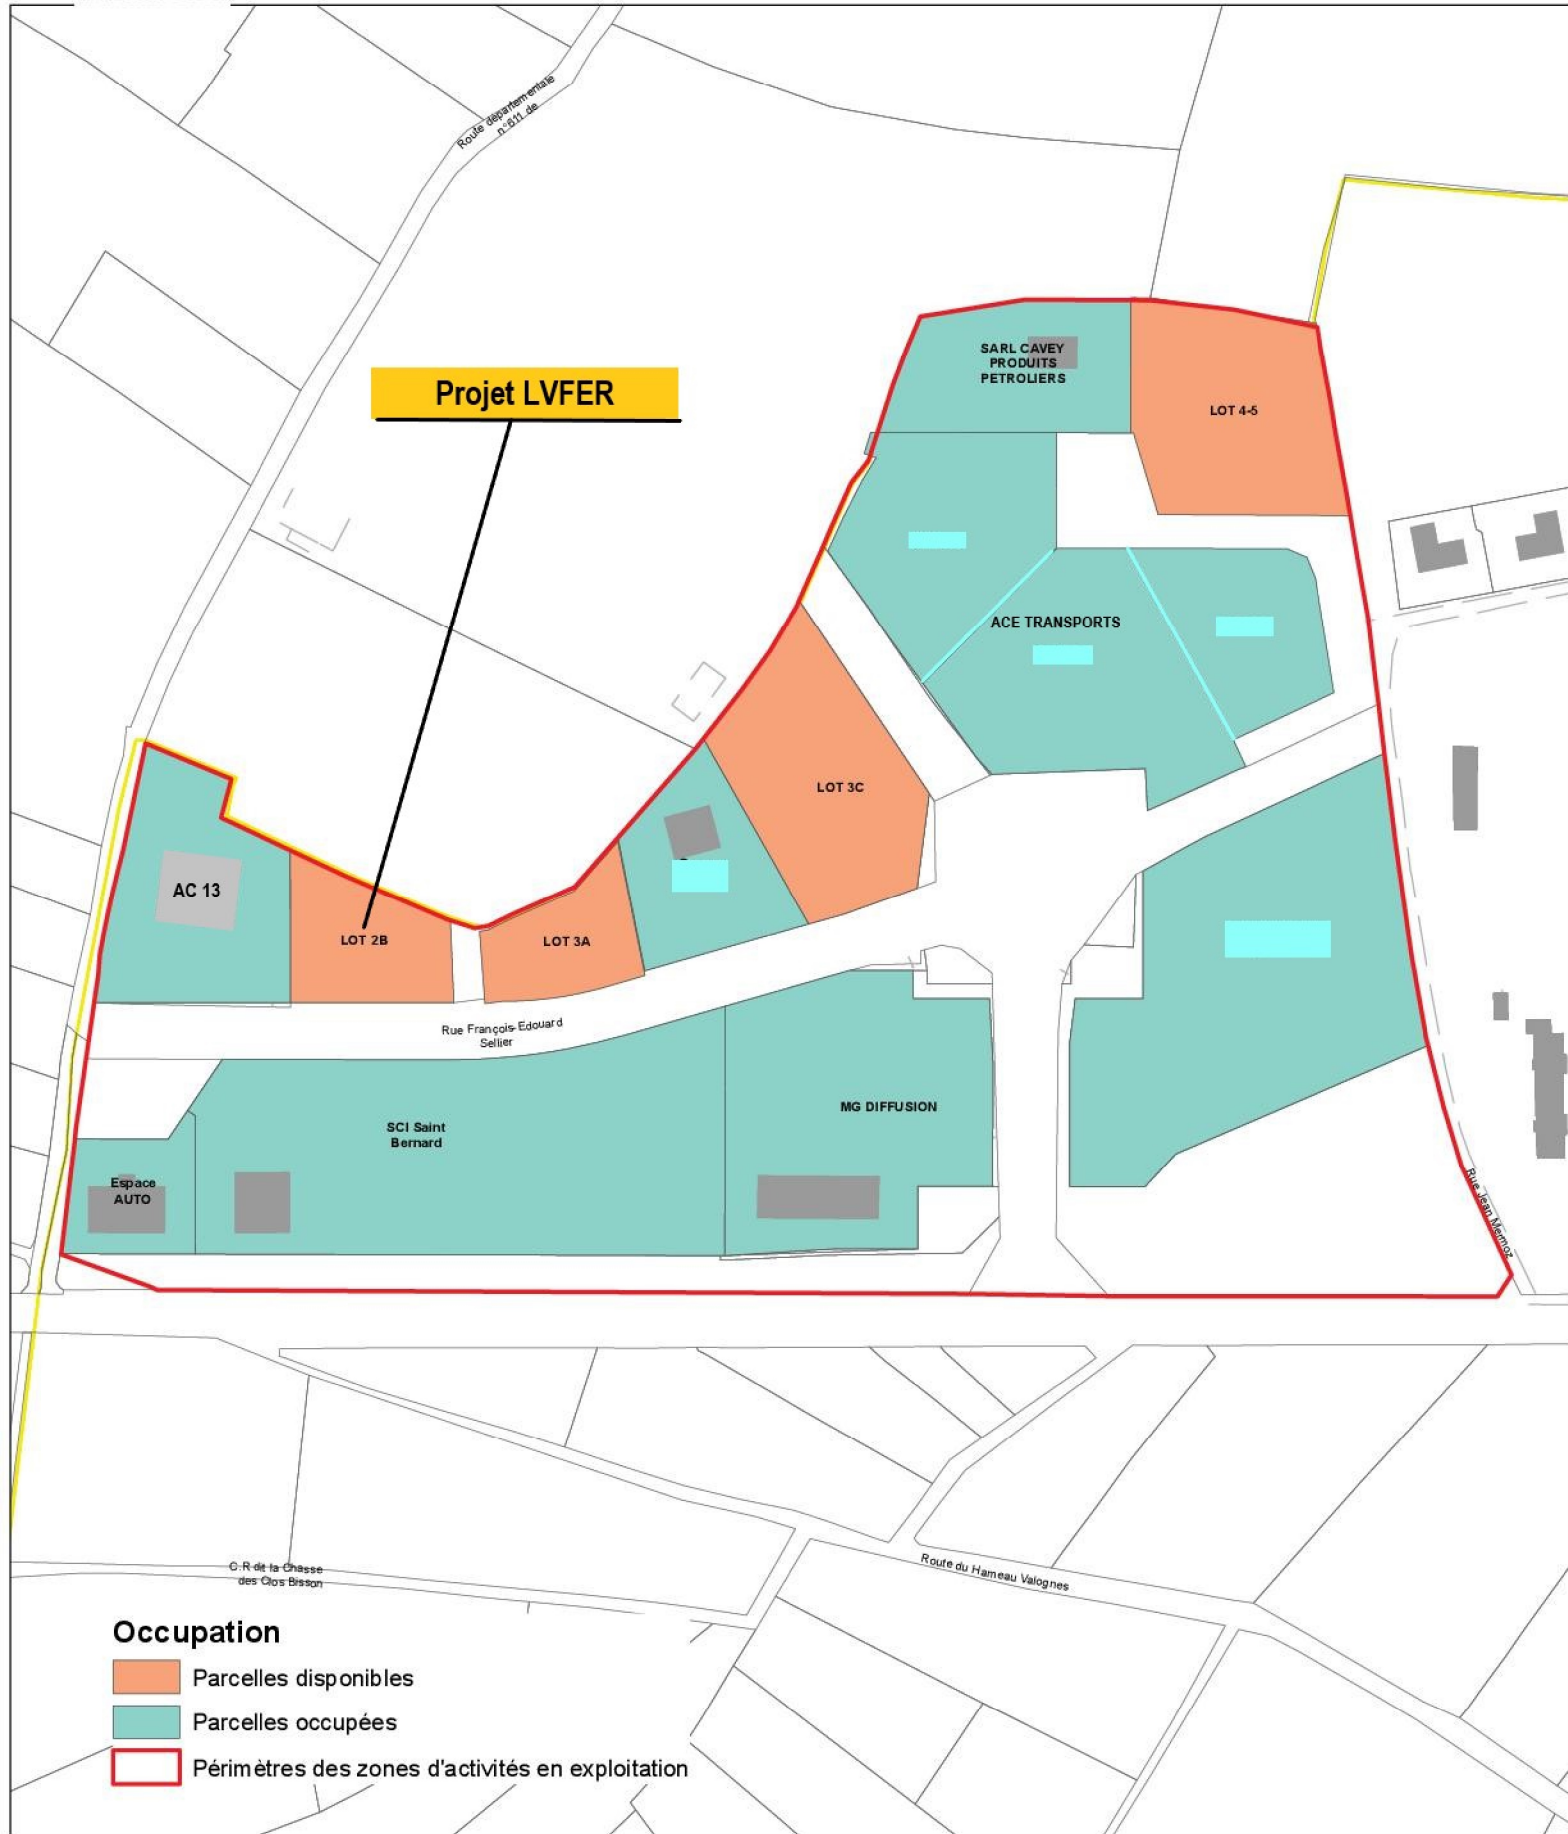 Route départementale
n°611 de
SARL CAVEY
PRODUITS
PETROLIERS
LOT 4-5
Projet LVFER
ACE TRANSPORTS
LOT 3C
AC 13
LOT 2B
LOT 3A
Rue François-Edouard
Sellier
MG DIFFUSION
SCI Saint
Bernard
Espace
AUTO
Rue Jean Mermoz
Route du Hameau Valognes
C.R dit la Chasse
des Clos Bisson
Occupation
Parcelles disponibles
Parcelles occupées
Périmètres des zones d'activités en exploitation